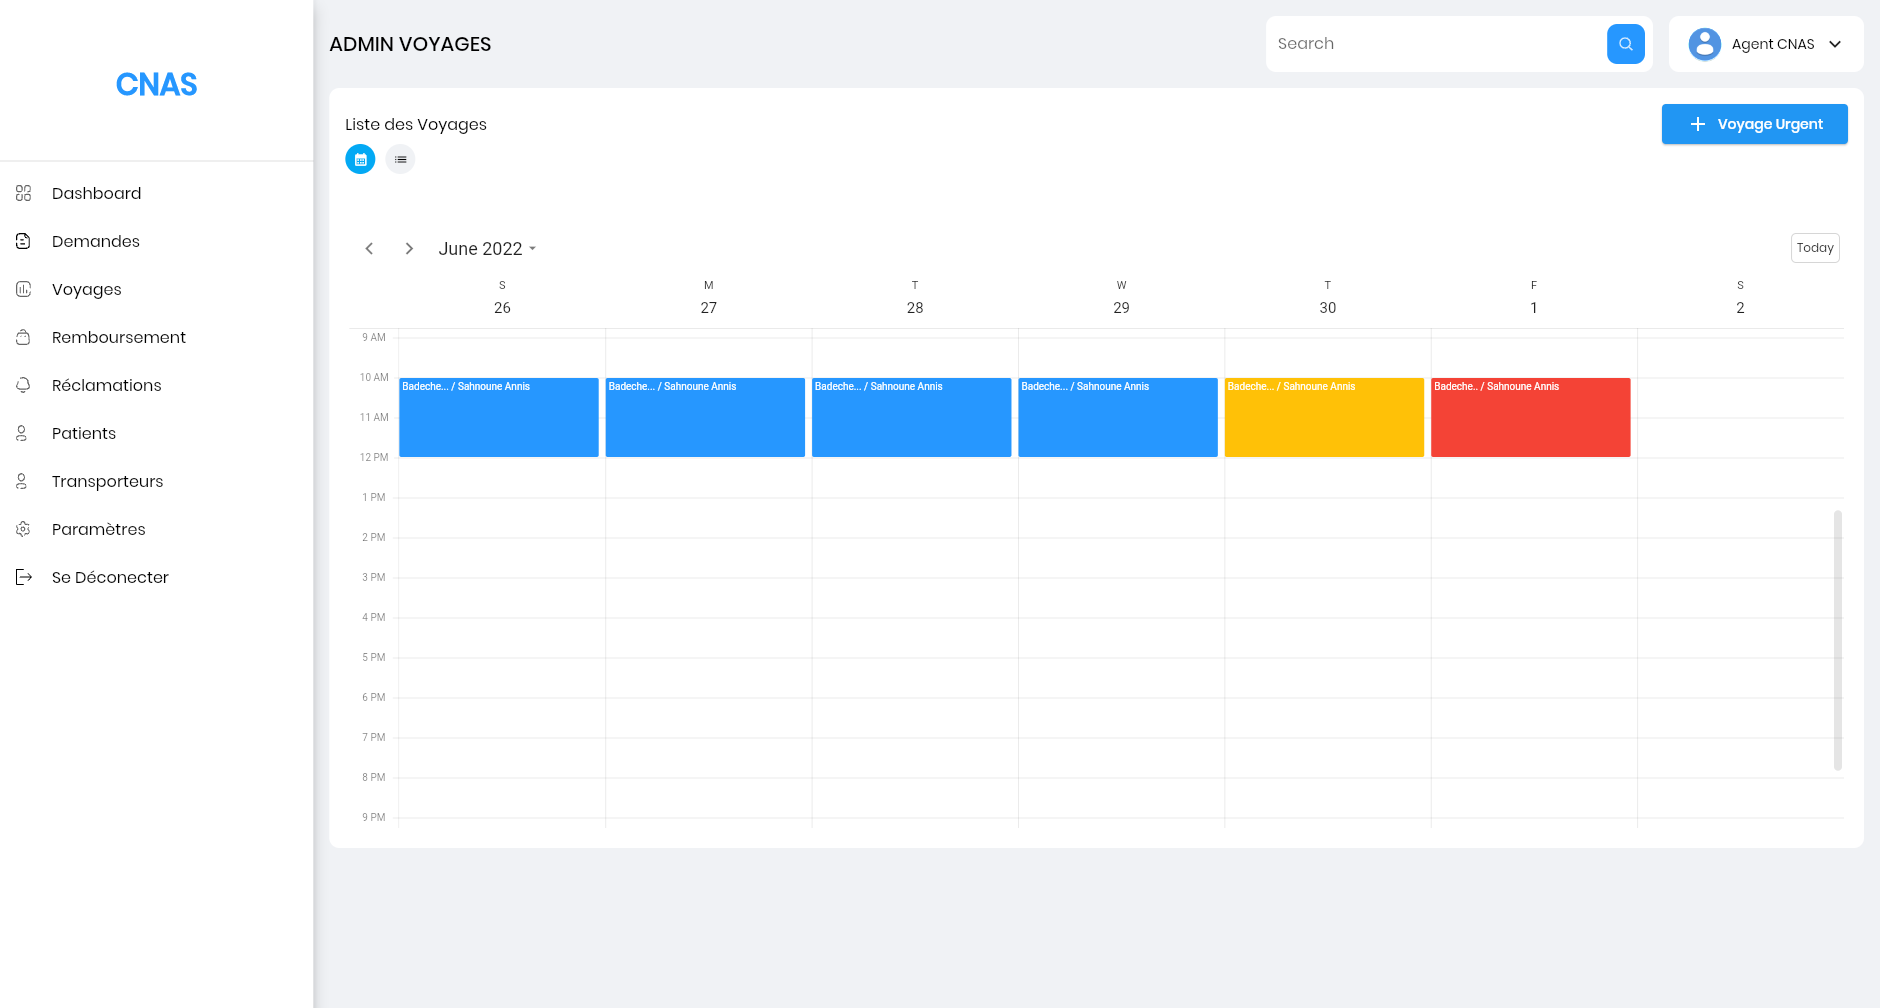 CNAS
Dashboard
Demandes
Voyages
Remboursement
Réclamations
Patients
Transporteurs
Paramètres
Se Déconecter
ADMIN VOYAGES
Search
Agent CNAS
Liste des Voyages
Voyage Urgent
June 2022
Today
S M T W T F S
26 27 28 29 30 1 2
9 AM
10 AM
Badeche... / Sahnoune Annis Badeche... / Sahnoune Annis Badeche... / Sahnoune Annis Badeche... / Sahnoune Annis Badeche... / Sahnoune Annis Badeche.. / Sahnoune Annis
11 AM
12 PM
1 PM
2 PM
3 PM
4 PM
5 PM
6 PM
7 PM
8 PM
9 PM